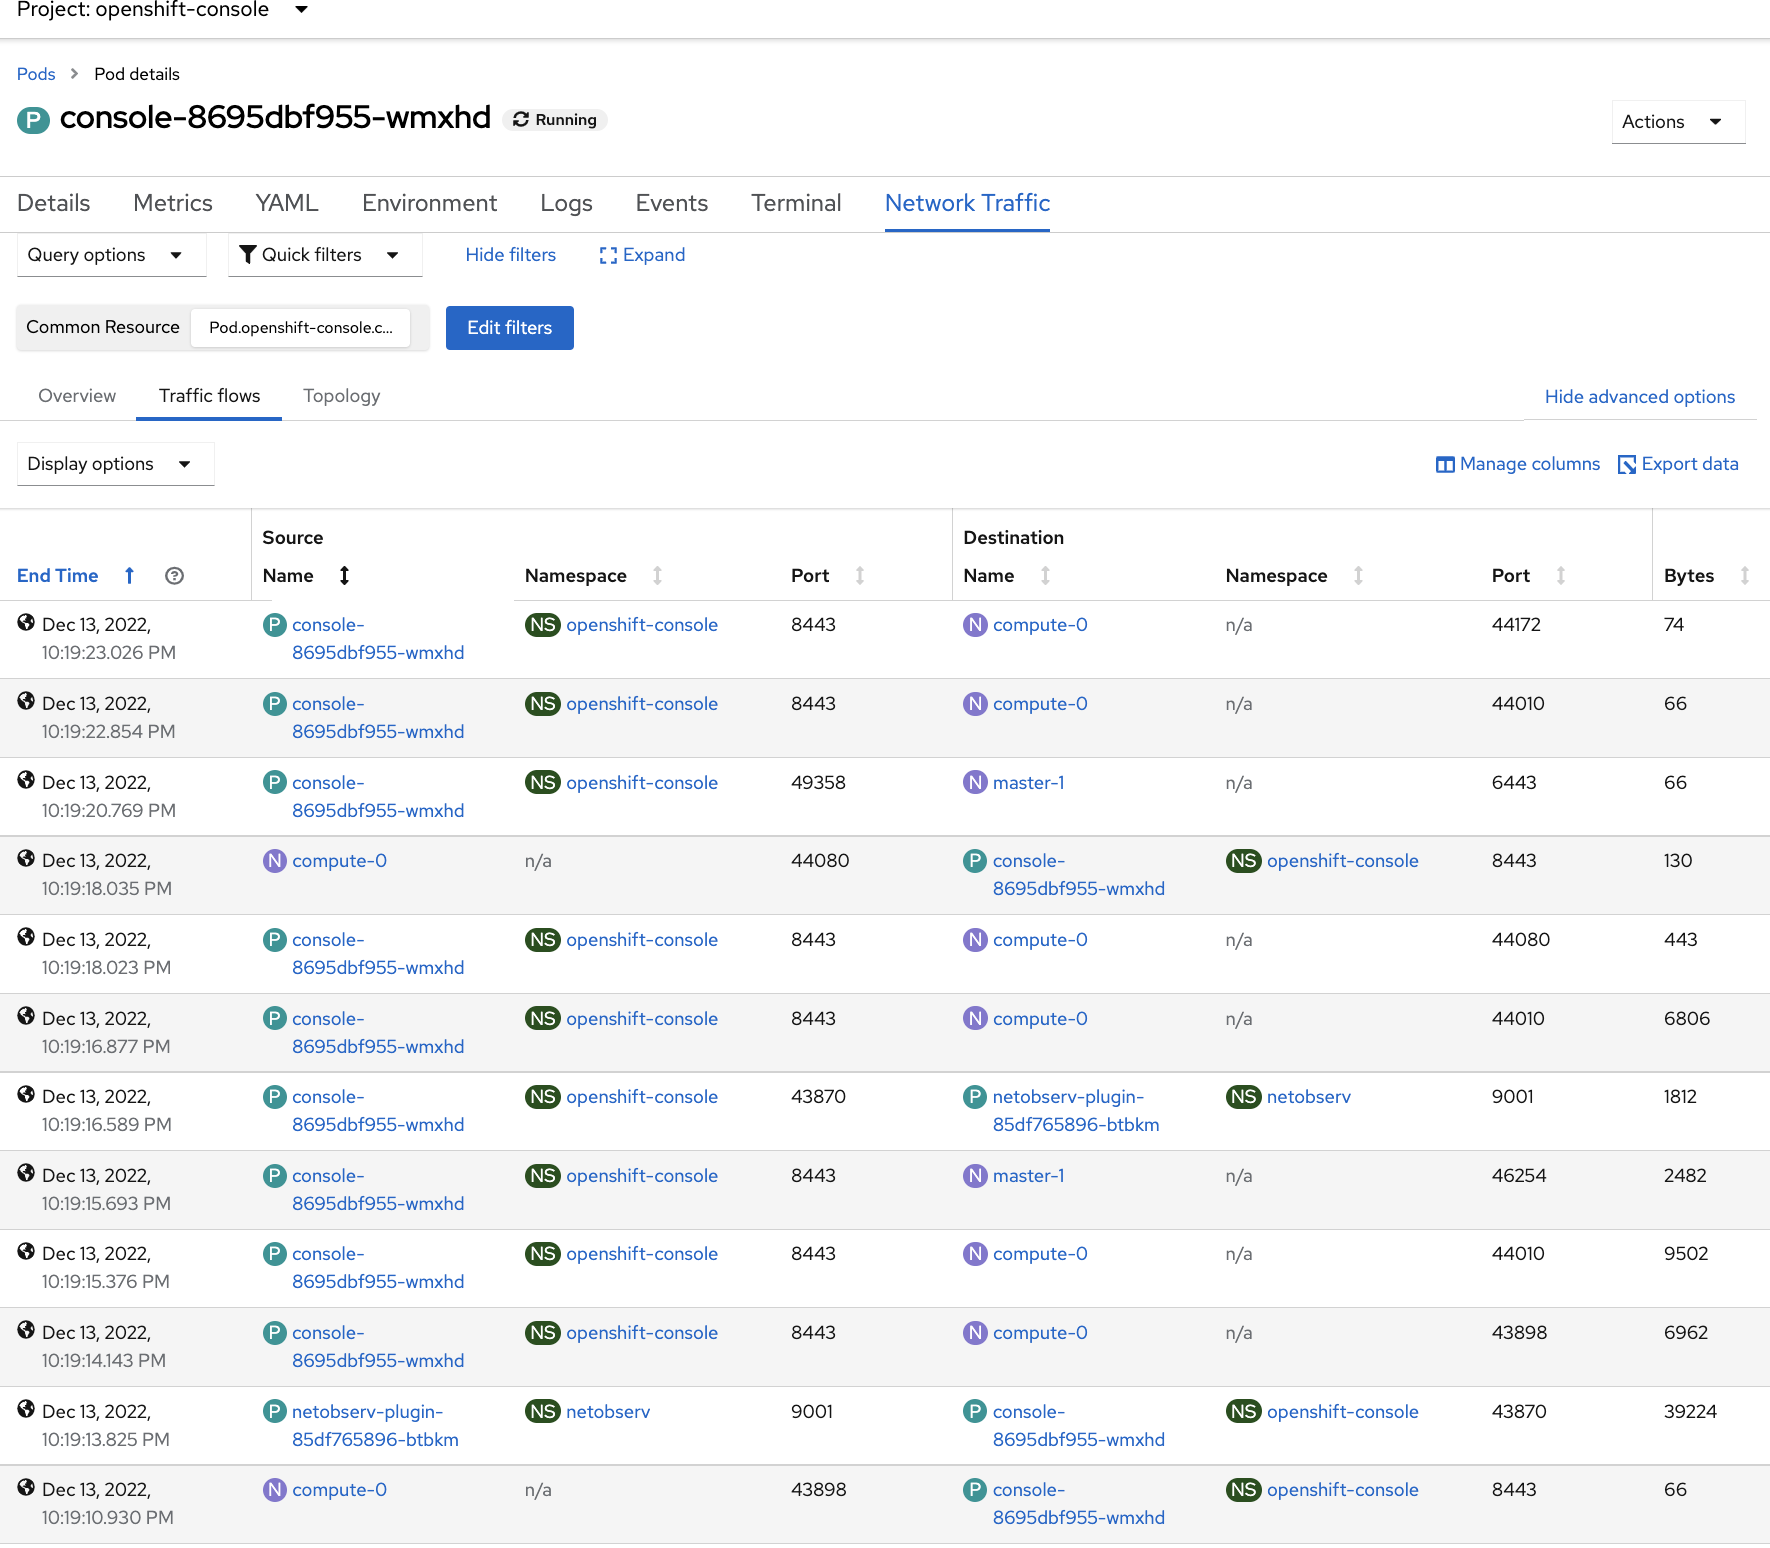 Project: openshift-console
Pods > Pod details
P console-8695dbf955-wmxhd Running
Actions
Details Metrics YAML Environment Logs Events Terminal Network Traffic
Query options Quick filters Hide filters Expand
Common Resource Pod.openshift-console.c... Edit filters
Overview Traffic flows Topology Hide advanced options
Display options Manage columns Export data
Source Destination
End Time Name Namespace Port Name Namespace Port Bytes
Dec 13, 2022, P console- NS openshift-console 8443 N compute-0 n/a 44172 74
10:19:23.026 PM 8695dbf955-wmxhd
Dec 13, 2022, P console- NS openshift-console 8443 N compute-0 n/a 44010 66
10:19:22.854 PM 8695dbf955-wmxhd
Dec 13, 2022, P console- NS openshift-console 49358 N master-1 n/a 6443 66
10:19:20.769 PM 8695dbf955-wmxhd
Dec 13, 2022, N compute-0 n/a 44080 P console- NS openshift-console 8443 130
10:19:18.035 PM 8695dbf955-wmxhd
Dec 13, 2022, P console- NS openshift-console 8443 N compute-0 n/a 44080 443
10:19:18.023 PM 8695dbf955-wmxhd
Dec 13, 2022, P console- NS openshift-console 8443 N compute-0 n/a 44010 6806
10:19:16.877 PM 8695dbf955-wmxhd
Dec 13, 2022, P console- NS openshift-console 43870 P netobserv-plugin- NS netobserv 9001 1812
10:19:16.589 PM 8695dbf955-wmxhd 85df765896-btbkm
Dec 13, 2022, P console- NS openshift-console 8443 N master-1 n/a 46254 2482
10:19:15.693 PM 8695dbf955-wmxhd
Dec 13, 2022, P console- NS openshift-console 8443 N compute-0 n/a 44010 9502
10:19:15.376 PM 8695dbf955-wmxhd
Dec 13, 2022, P console- NS openshift-console 8443 N compute-0 n/a 43898 6962
10:19:14.143 PM 8695dbf955-wmxhd
Dec 13, 2022, P netobserv-plugin- NS netobserv 9001 P console- NS openshift-console 43870 39224
10:19:13.825 PM 85df765896-btbkm 8695dbf955-wmxhd
Dec 13, 2022, N compute-0 n/a 43898 P console- NS openshift-console 8443 66
10:19:10.930 PM 8695dbf955-wmxhd